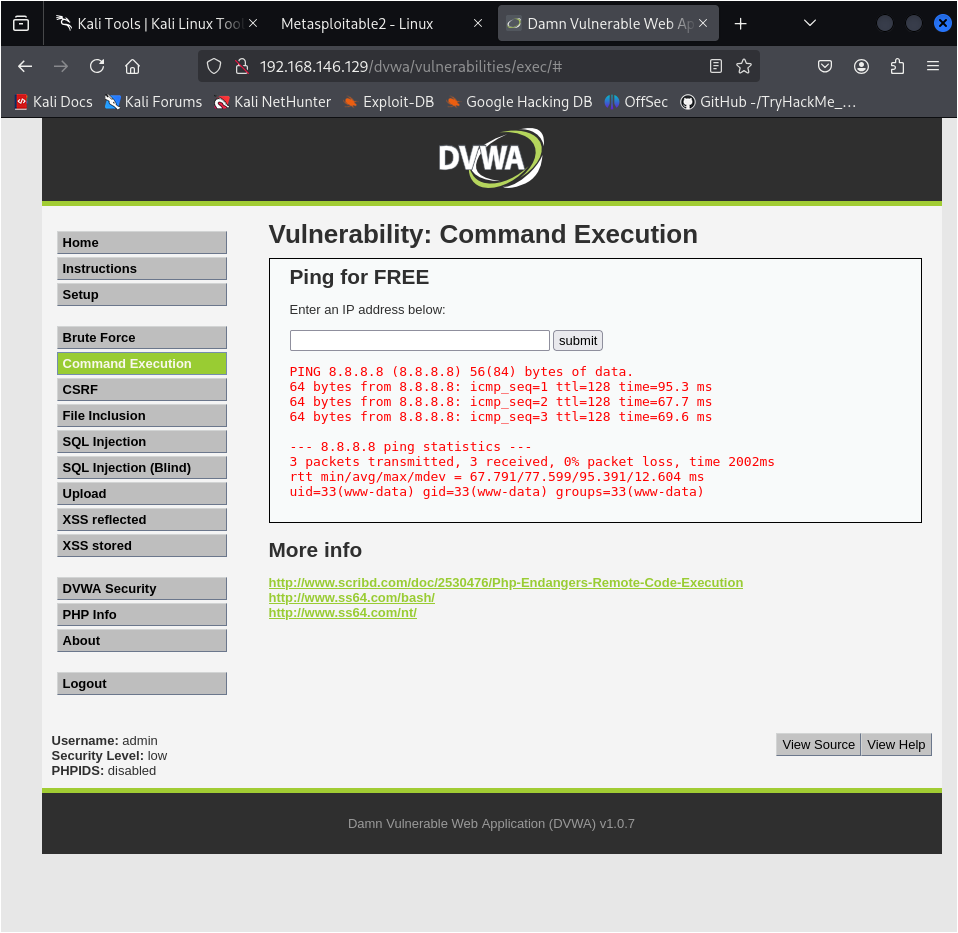 Kali Tools | Kali Linux Too
Metasploitable2 - Linux
Damn Vulnerable Web Ap
192.168.146.129/dvwa/vulnerabilities/exec/#
Kali Docs
Kali Forums
Kali NetHunter
Exploit-DB
Google Hacking DB
OffSec
GitHub -/TryHackMe_…
DVWA
Home
Instructions
Setup
Brute Force
Command Execution
CSRF
File Inclusion
SQL Injection
SQL Injection (Blind)
Upload
XSS reflected
XSS stored
DVWA Security
PHP Info
About
Logout
Vulnerability: Command Execution
Ping for FREE
Enter an IP address below:
submit
PING 8.8.8.8 (8.8.8.8) 56(84) bytes of data.
64 bytes from 8.8.8.8: icmp_seq=1 ttl=128 time=95.3 ms
64 bytes from 8.8.8.8: icmp_seq=2 ttl=128 time=67.7 ms
64 bytes from 8.8.8.8: icmp_seq=3 ttl=128 time=69.6 ms
--- 8.8.8.8 ping statistics ---
3 packets transmitted, 3 received, 0% packet loss, time 2002ms
rtt min/avg/max/mdev = 67.791/77.599/95.391/12.604 ms
uid=33(www-data) gid=33(www-data) groups=33(www-data)
More info
http://www.scribd.com/doc/2530476/Php-Endangers-Remote-Code-Execution
http://www.ss64.com/bash/
http://www.ss64.com/nt/
Username: admin
Security Level: low
PHPIDS: disabled
View Source
View Help
Damn Vulnerable Web Application (DVWA) v1.0.7